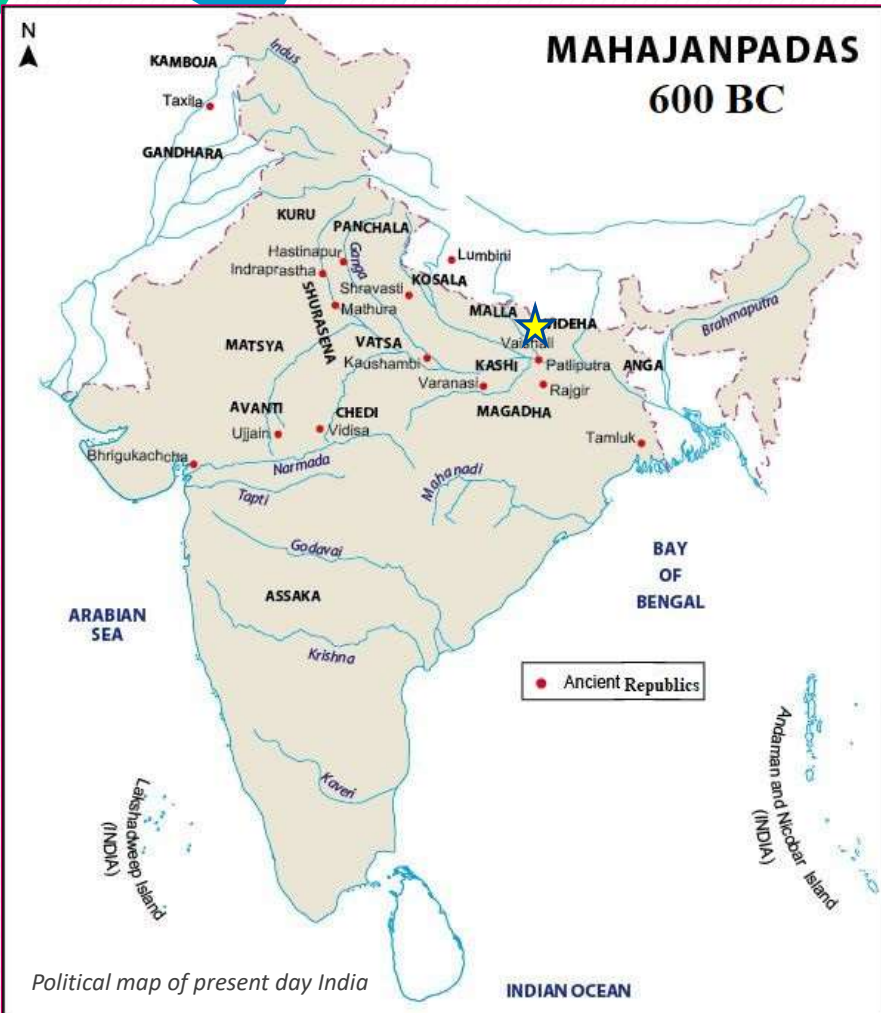 N
MAHAJANPADAS
600 BC
KAMBOJA
Indus
Taxila
GANDHARA
KURU
PANCHALA
Hastinapur
Ganga
Lumbini
Indraprastha
KOSALA
Shravasti
SHURASENA
Mathura
MALLA
Brahmaputra
MATSYA
VATSA
Kaushambi
KASHI
Patliputra
ANGA
Varanasi
Rajgir
AVANTI
CHEDI
MAGADHA
Ujjain
Vidisa
Tamluk
Bhrigukachcha
Narmada
Mahanadi
Tapti
Godavai
BAY
OF
BENGAL
ASSAKA
ARABIAN
SEA
Krishna
Ancient Republics
Kaveri
Lakshadweep Island
(INDIA)
Andaman and Nicobar Island
(INDIA)
Political map of present day India
INDIAN OCEAN